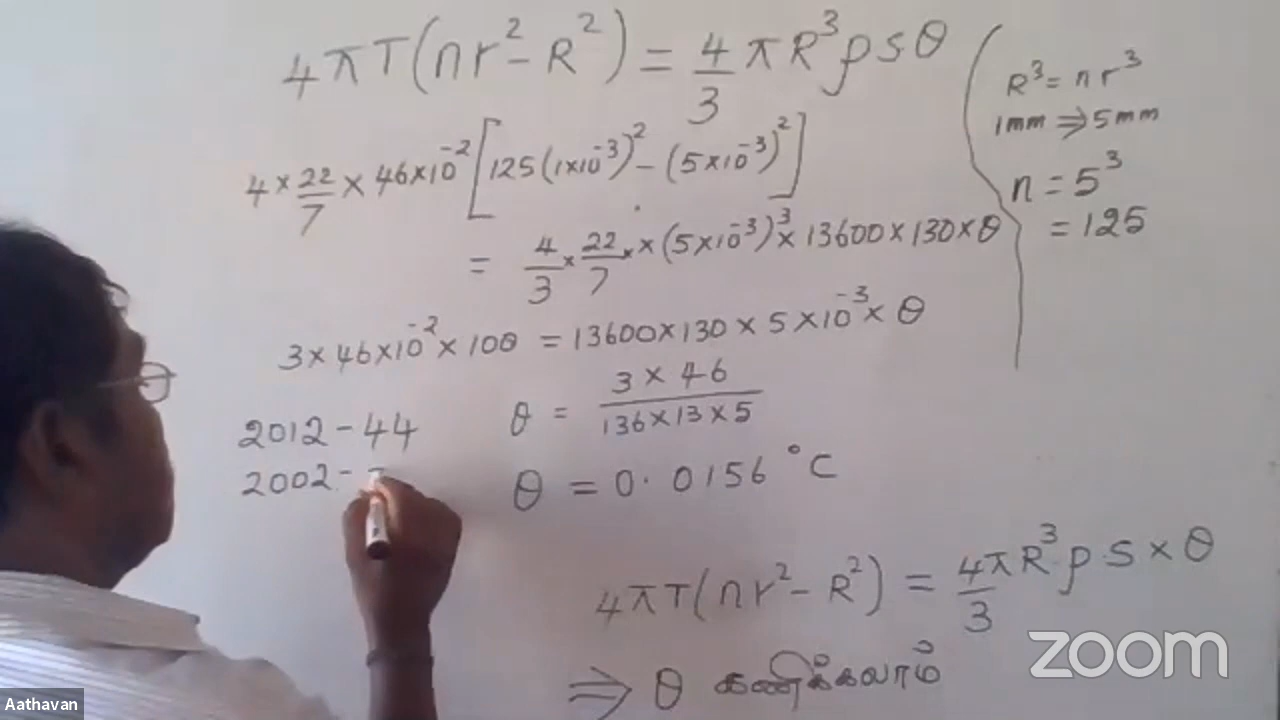 4πT(nr² - R²) = 4/3 πR³ρsθ
R³ = nr³
1mm ⇒ 5mm
n = 5³
= 125
4 × 22/7 × 46×10⁻² [125(1×10⁻³)² - (5×10⁻³)²]
= 4/3 × 22/7 × × (5×10⁻³)³ × 13600 × 130 × θ
3 × 46×10⁻² × 100 = 13600×130 × 5×10⁻³ × θ
θ = 3 × 46 / 136×13×5
2012 - 44
2002 -
θ = 0.0156 °C
4πT(nr² - R²) = 4/3 πR³ρ.s × θ
⇒ θ கணிக்கலாம்
zoom
Aathavan